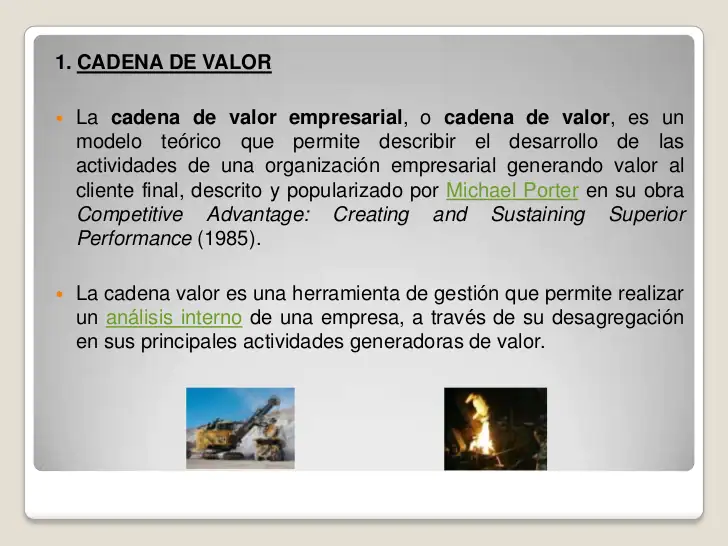 1. CADENA DE VALOR
La cadena de valor empresarial, o cadena de valor, es un
modelo teórico que permite describir el desarrollo de las
actividades de una organización empresarial generando valor al
cliente final, descrito y popularizado por Michael Porter en su obra
Competitive Advantage: Creating and Sustaining Superior
Performance (1985).
La cadena valor es una herramienta de gestión que permite realizar
un análisis interno de una empresa, a través de su desagregación
en sus principales actividades generadoras de valor.